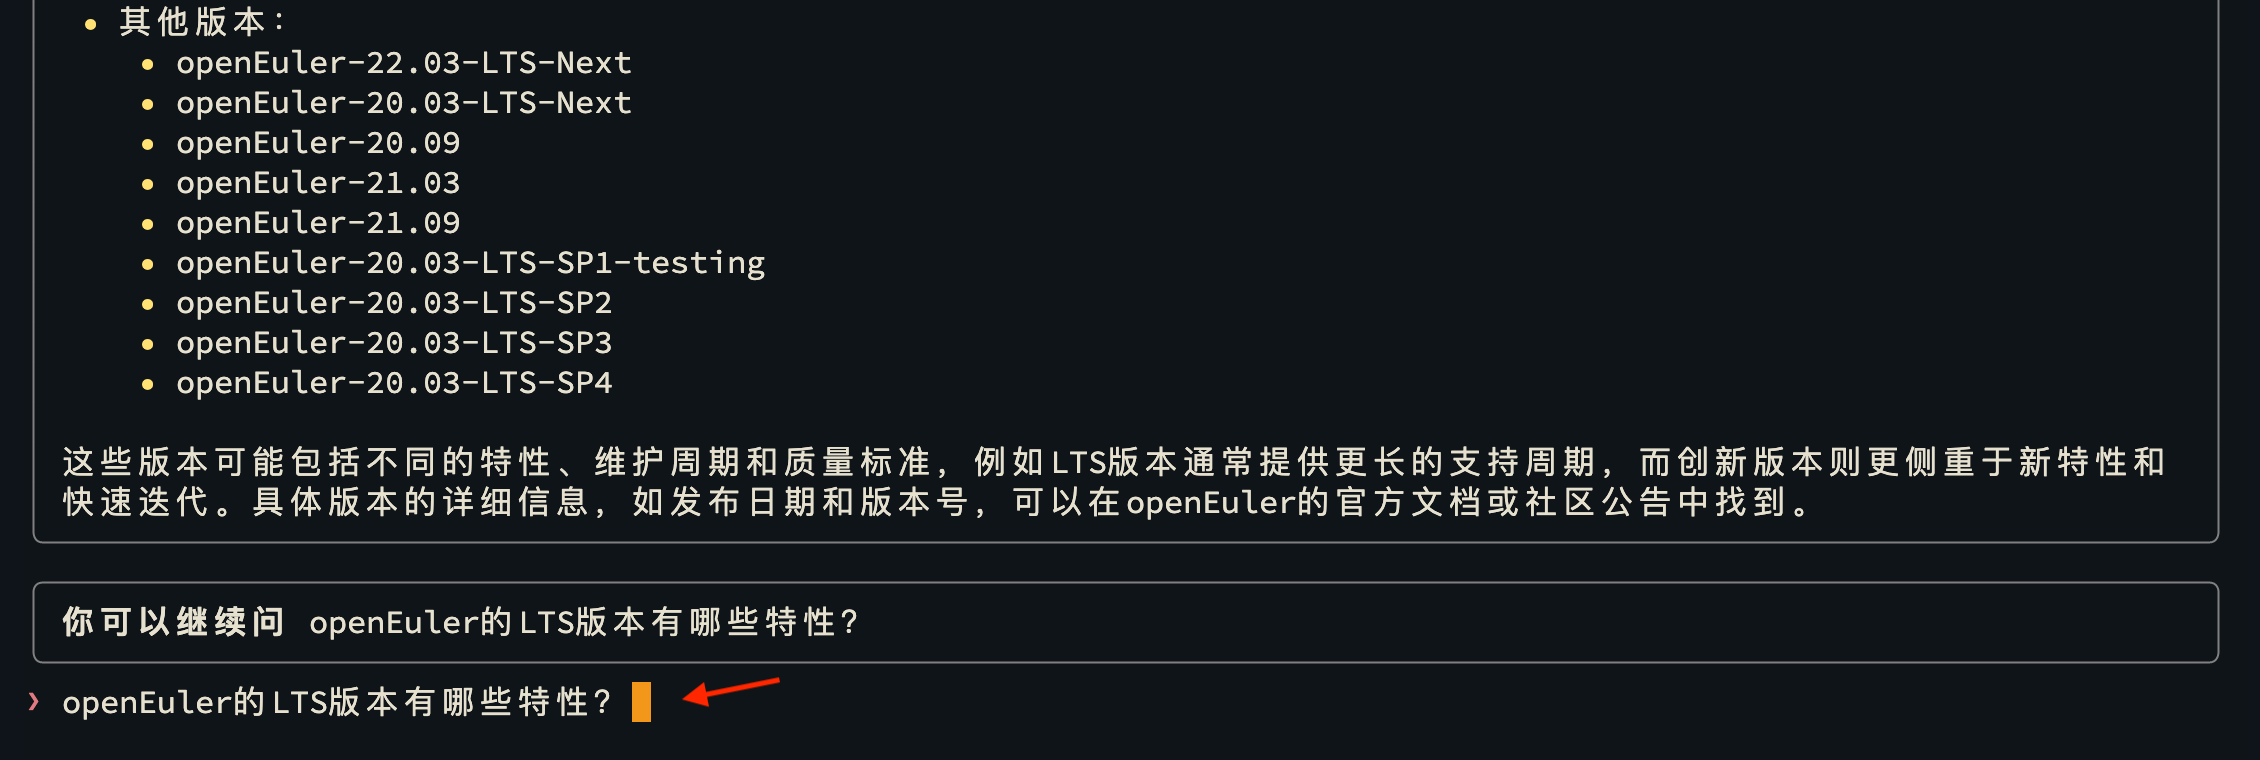 • 其他版本：
• openEuler-22.03-LTS-Next
• openEuler-20.03-LTS-Next
• openEuler-20.09
• openEuler-21.03
• openEuler-21.09
• openEuler-20.03-LTS-SP1-testing
• openEuler-20.03-LTS-SP2
• openEuler-20.03-LTS-SP3
• openEuler-20.03-LTS-SP4
这些版本可能包括不同的特性、维护周期和质量标准，例如LTS版本通常提供更长的支持周期，而创新版本则更侧重于新特性和
快速迭代。具体版本的详细信息，如发布日期和版本号，可以在openEuler的官方文档或社区公告中找到。
你可以继续问 openEuler的LTS版本有哪些特性？
❯ openEuler的LTS版本有哪些特性？